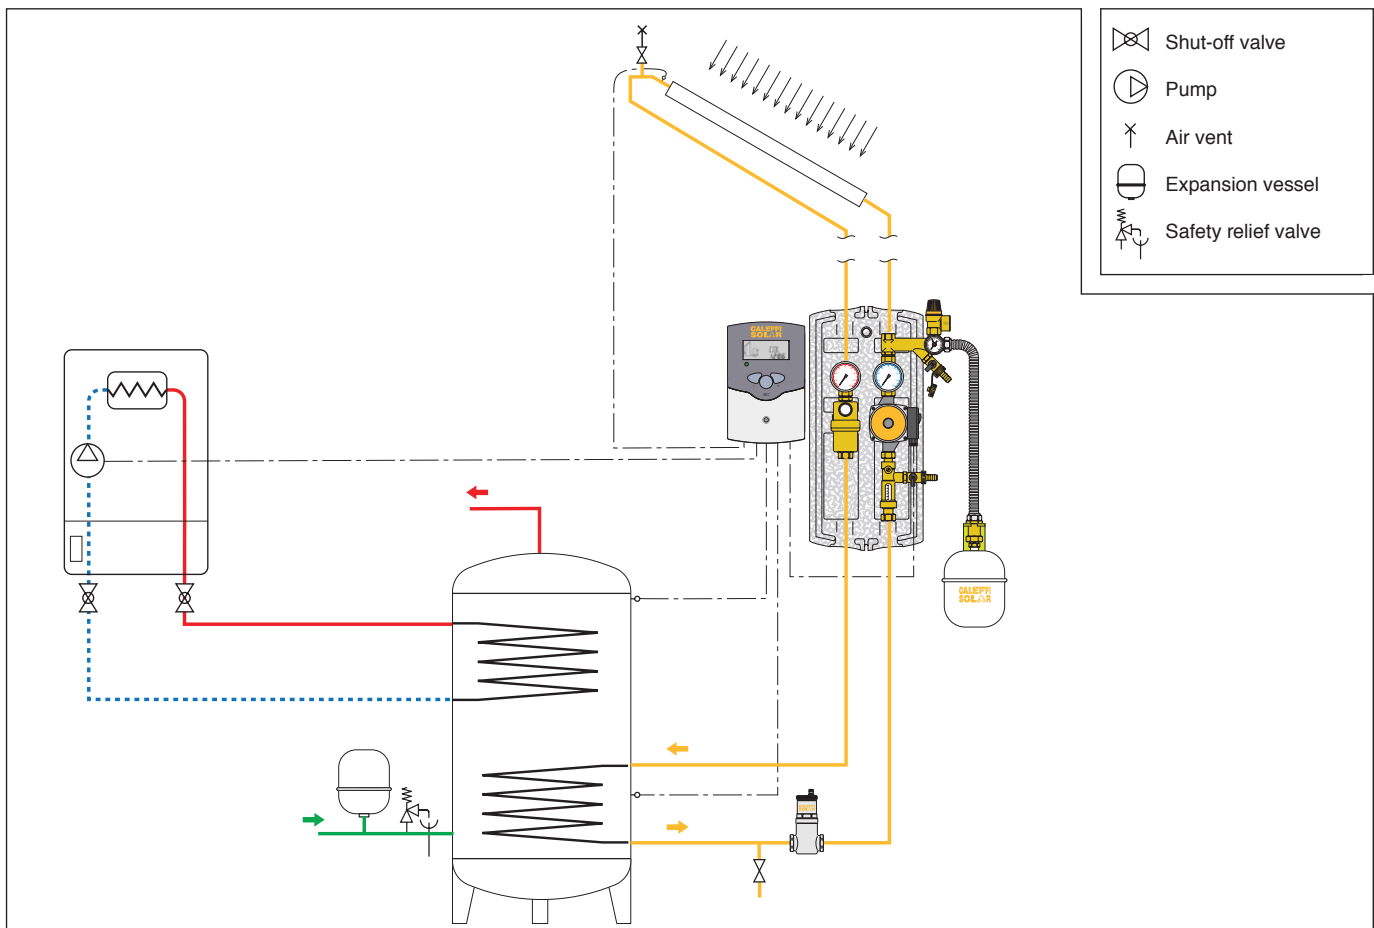 Shut-off valve
Pump
Air vent
Expansion vessel
Safety relief valve
CALEFFI
SOLAR
CALEFFI
SOLAR